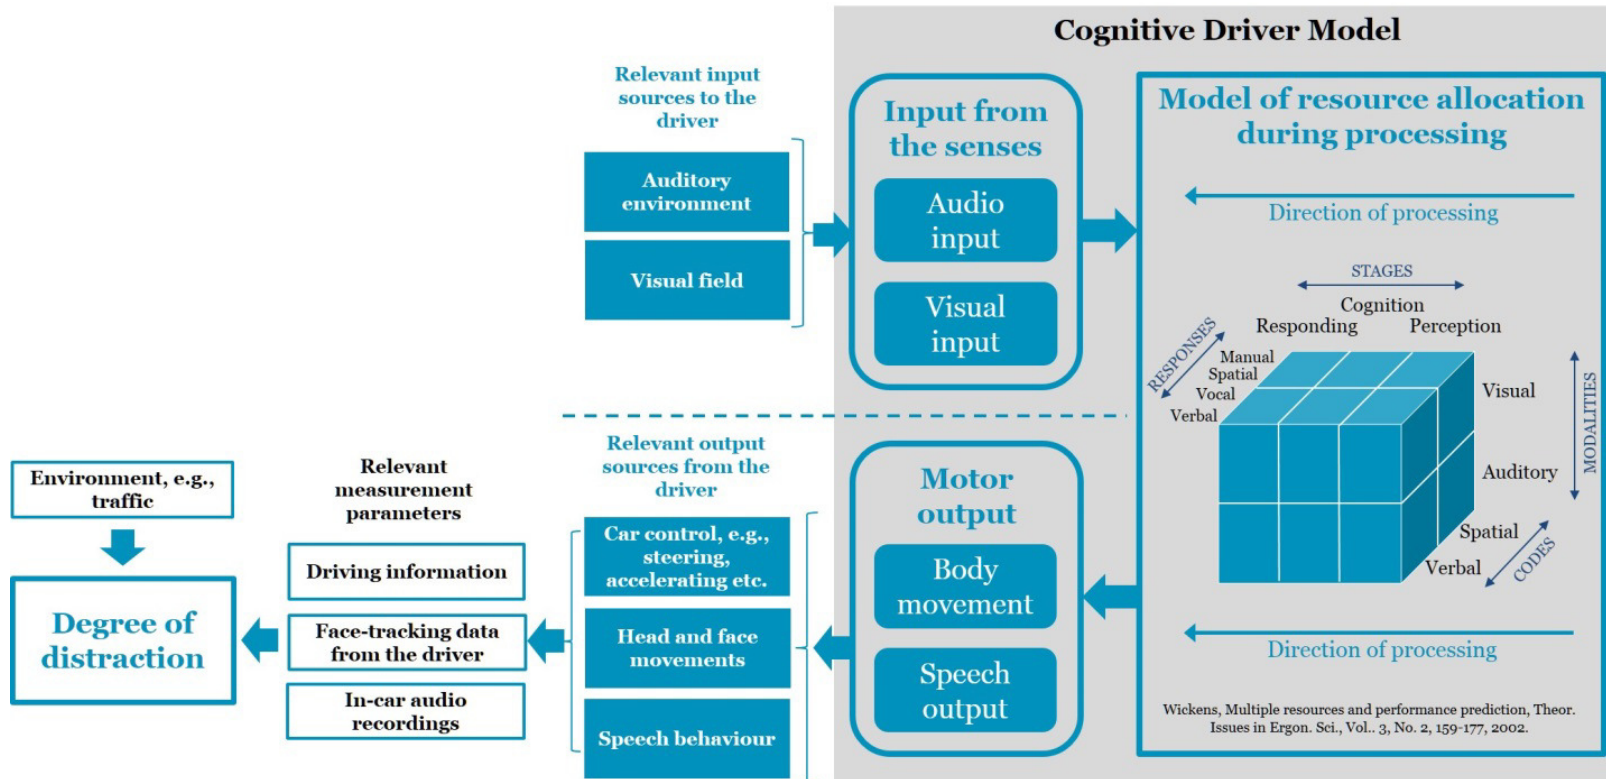 Cognitive Driver Model
Relevant input
sources to the
driver
Auditory
environment
Visual field
Input from
the senses
Audio
input
Visual
input
Model of resource allocation
during processing
Direction of processing
STAGES
Cognition
Responding
Perception
RESPONSES
Manual
Spatial
Vocal
Verbal
Visual
Auditory
MODALITIES
Spatial
Verbal
CODES
Direction of processing
Wickens, Multiple resources and performance prediction, Theor.
Issues in Ergon. Sci., Vol.. 3, No. 2, 159-177, 2002.
Motor
output
Body
movement
Speech
output
Relevant output
sources from the
driver
Car control, e.g.,
steering,
accelerating etc.
Head and face
movements
Speech behaviour
Relevant
measurement
parameters
Driving information
Face-tracking data
from the driver
In-car audio
recordings
Environment, e.g.,
traffic
Degree of
distraction